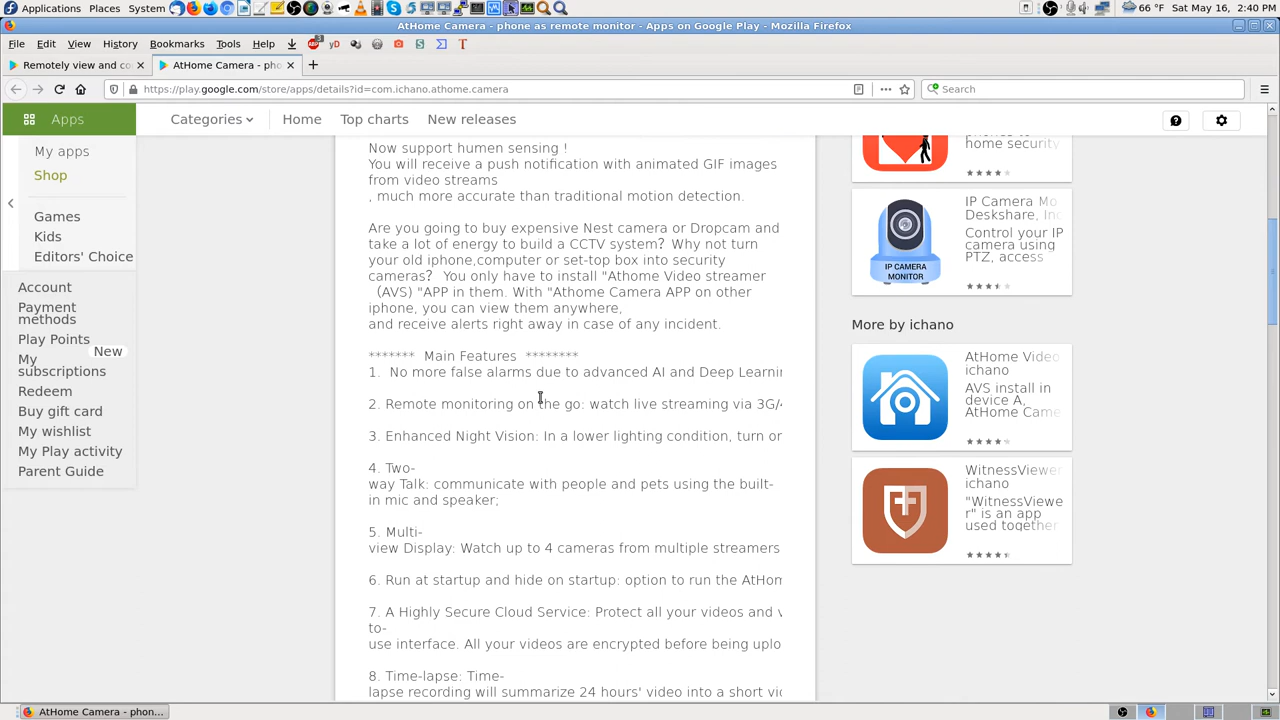 Applications Places System 66 °F Sat May 16, 2:40 PM
AtHome Camera - phone as remote monitor - Apps on Google Play - Mozilla Firefox
File Edit View History Bookmarks Tools Help
Remotely view and co AtHome Camera - pho
https://play.google.com/store/apps/details?id=com.ichano.athome.camera Search
Apps Categories Home Top charts New releases
My apps
Shop
Games
Kids
Editors' Choice
Account
Payment methods
Play Points
New
My subscriptions
Redeem
Buy gift card
My wishlist
My Play activity
Parent Guide
Now support humen sensing !
You will receive a push notification with animated GIF images
from video streams
, much more accurate than traditional motion detection.
Are you going to buy expensive Nest camera or Dropcam and
take a lot of energy to build a CCTV system? Why not turn
your old iphone,computer or set-top box into security
cameras? You only have to install "Athome Video streamer
(AVS) "APP in them. With "Athome Camera APP on other
iphone, you can view them anywhere,
and receive alerts right away in case of any incident.
******* Main Features ********
1. No more false alarms due to advanced AI and Deep Learnin
2. Remote monitoring on the go: watch live streaming via 3G/
3. Enhanced Night Vision: In a lower lighting condition, turn or
4. Two-
way Talk: communicate with people and pets using the built-
in mic and speaker;
5. Multi-
view Display: Watch up to 4 cameras from multiple streamers
6. Run at startup and hide on startup: option to run the AtHom
7. A Highly Secure Cloud Service: Protect all your videos and v
to-
use interface. All your videos are encrypted before being uplo
8. Time-lapse: Time-
lapse recording will summarize 24 hours' video into a short vid
home security
IP CAMERA
MONITOR
IP Camera Mo
Deskshare, Inc
Control your IP
camera using
PTZ, access
More by ichano
AtHome Video
ichano
AVS install in
device A,
AtHome Came
WitnessViewer
ichano
"WitnessViewe
r" is an app
used together
AtHome Camera - phon...